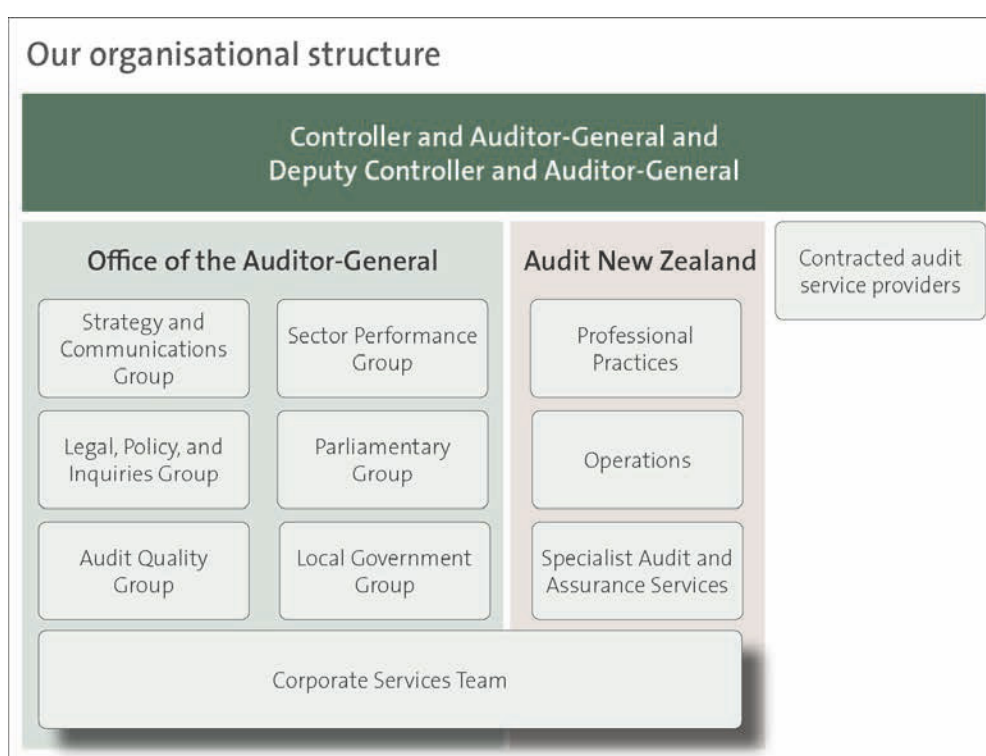 Our organisational structure
Controller and Auditor-General and
Deputy Controller and Auditor-General
Office of the Auditor-General
Strategy and
Communications
Group
Sector Performance
Group
Legal, Policy, and
Inquiries Group
Parliamentary
Group
Audit Quality
Group
Local Government
Group
Audit New Zealand
Professional
Practices
Operations
Specialist Audit and
Assurance Services
Contracted audit
service providers
Corporate Services Team